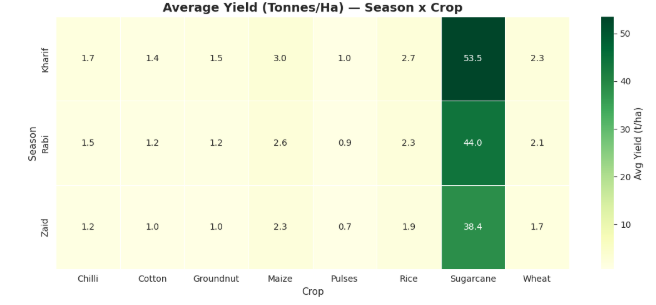 Average Yield (Tonnes/Ha) — Season x Crop
Season
Kharif 1.7 1.4 1.5 3.0 1.0 2.7 53.5 2.3
Rabi 1.5 1.2 1.2 2.6 0.9 2.3 44.0 2.1
Zaid 1.2 1.0 1.0 2.3 0.7 1.9 38.4 1.7
Chilli Cotton Groundnut Maize Pulses Rice Sugarcane Wheat
Crop
50
40
30
20
10
Avg Yield (t/ha)